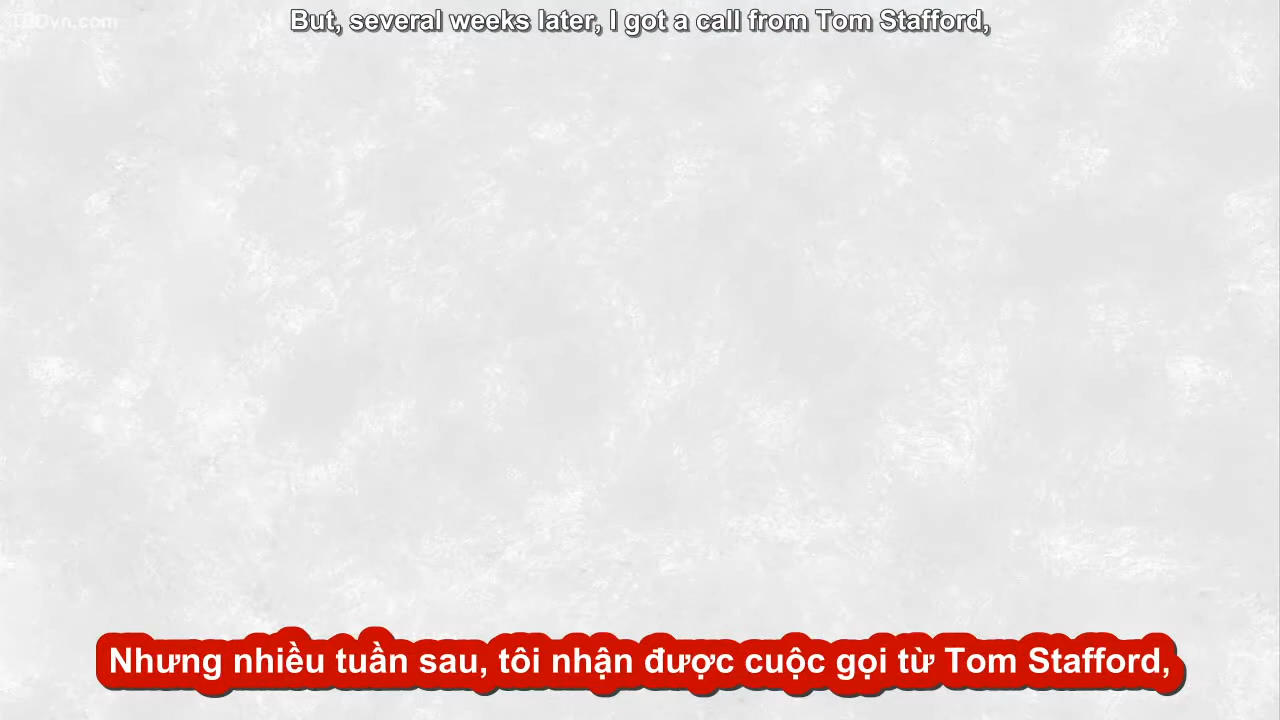 But, several weeks later, I got a call from Tom Stafford,
Nhưng nhiều tuần sau, tôi nhận được cuộc gọi từ Tom Stafford,